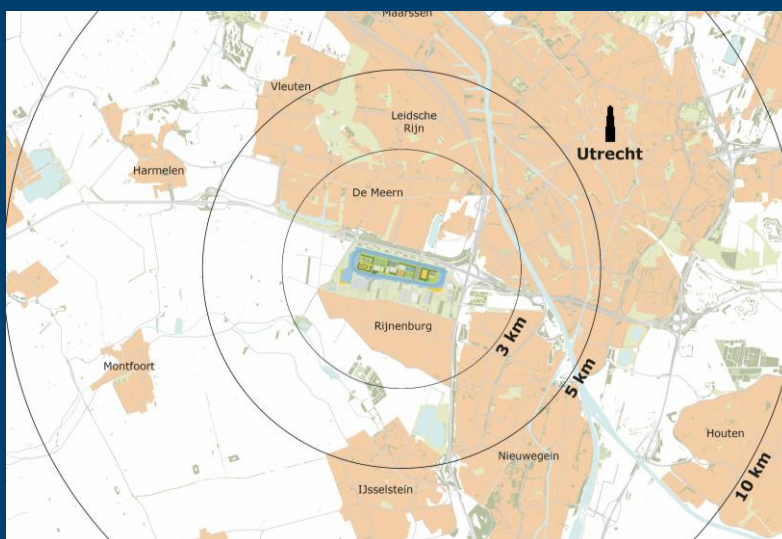 Maarssen
Vleuten
Leidsche
Rijn
Utrecht
Harmelen
De Meern
Rijnenburg
3 km
Montfoort
5 km
Houten
Nieuwegein
10 km
IJsselstein